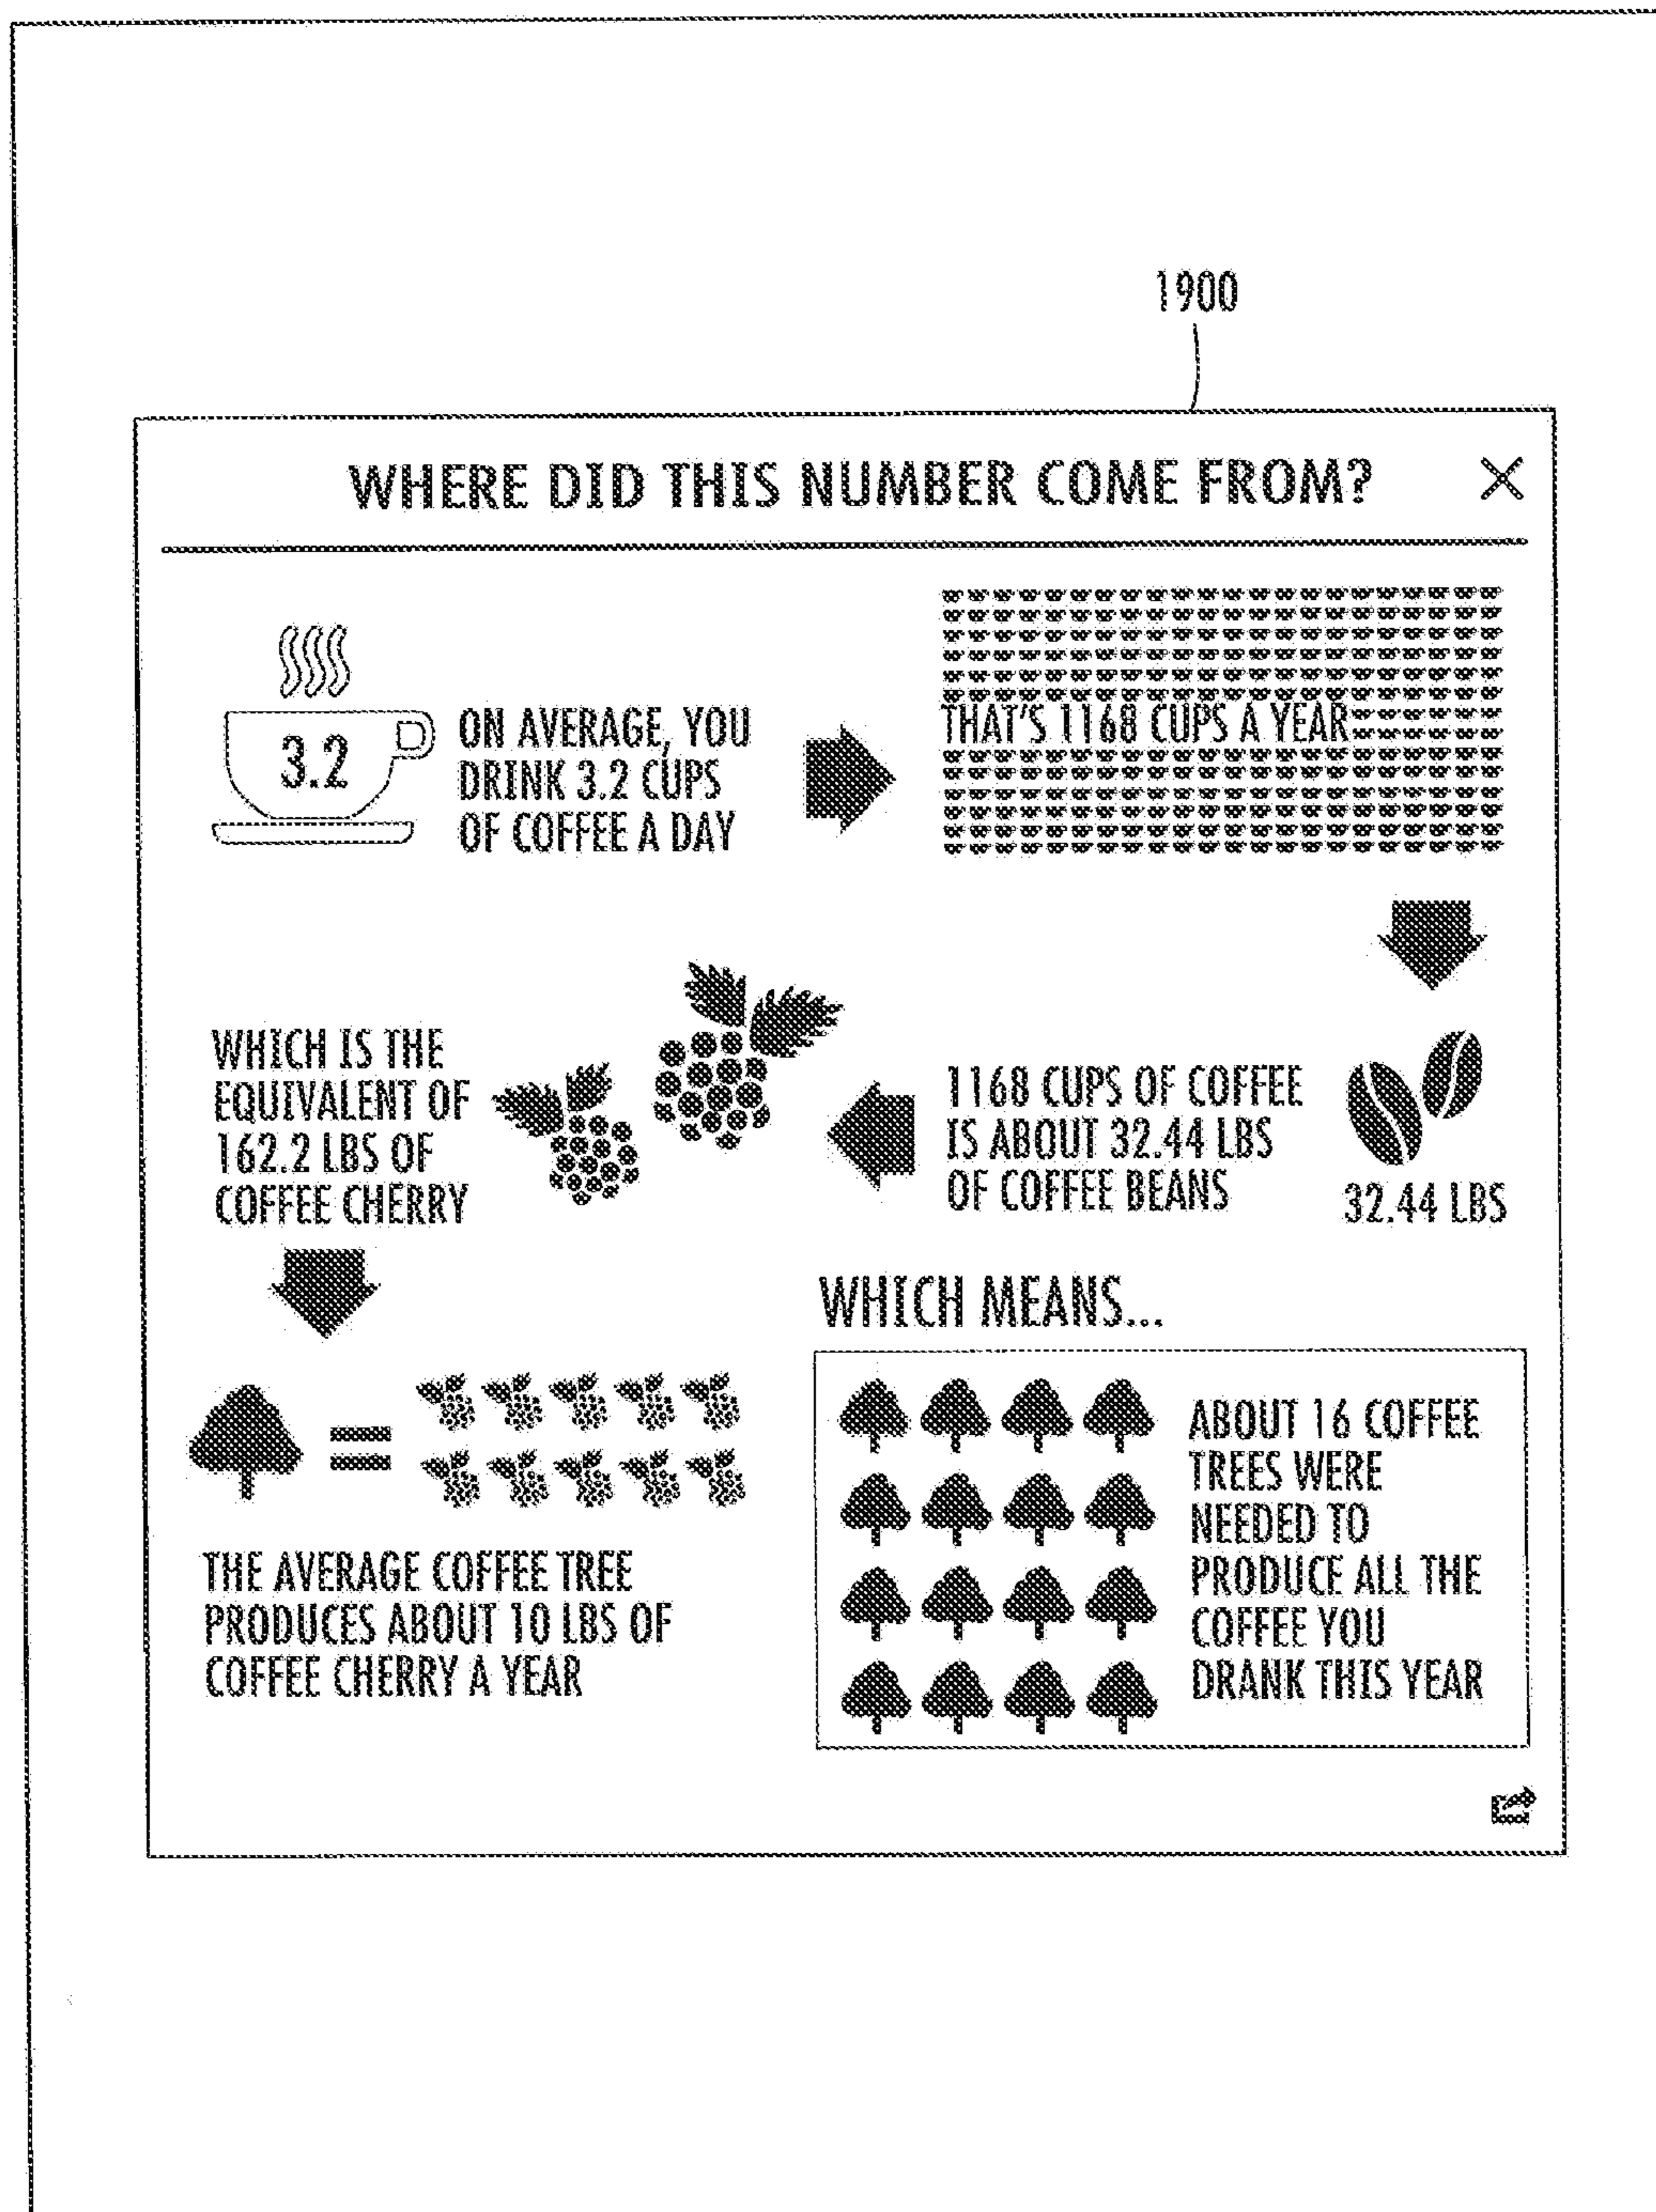 1900
WHERE DID THIS NUMBER COME FROM?
3.2
ON AVERAGE, YOU
DRINK 3.2 CUPS
OF COFFEE A DAY
THAT'S 1168 CUPS A YEAR
32.44 LBS
1168 CUPS OF COFFEE
IS ABOUT 32.44 LBS
OF COFFEE BEANS
WHICH IS THE
EQUIVALENT OF
162.2 LBS OF
COFFEE CHERRY
THE AVERAGE COFFEE TREE
PRODUCES ABOUT 10 LBS OF
COFFEE CHERRY A YEAR
WHICH MEANS...
ABOUT 16 COFFEE
TREES WERE
NEEDED TO
PRODUCE ALL THE
COFFEE YOU
DRANK THIS YEAR